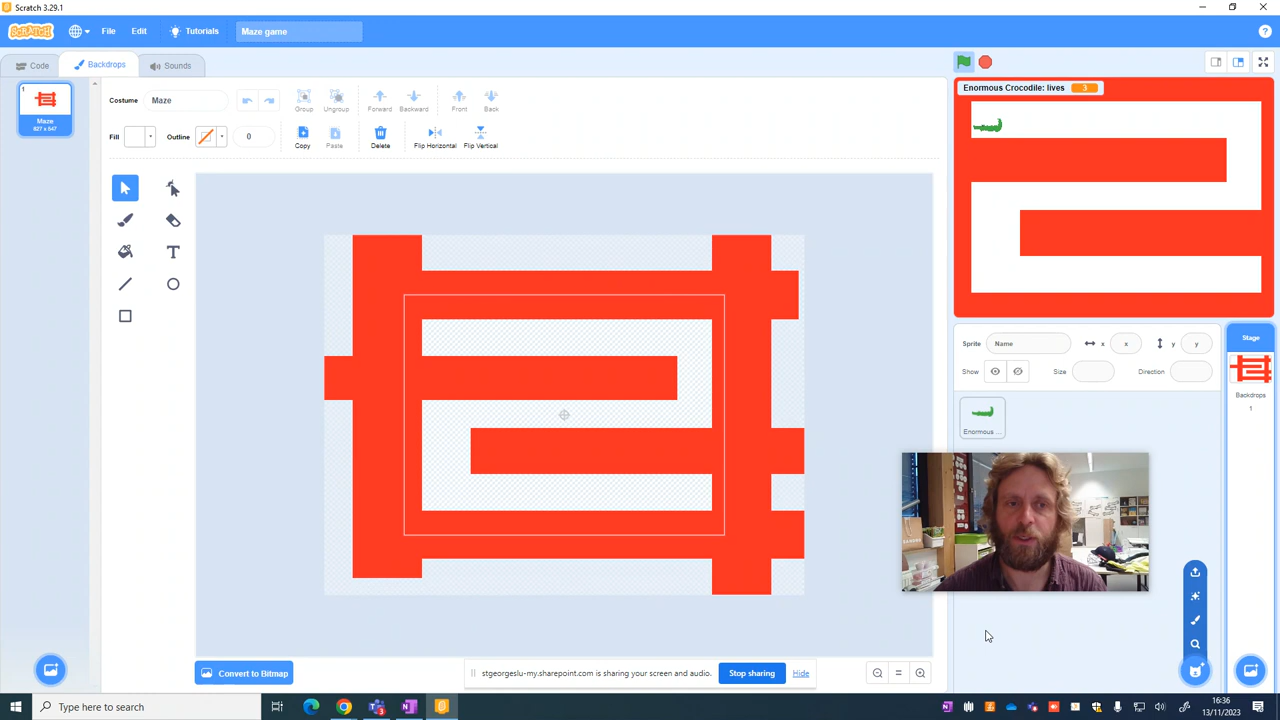 Scratch 3.29.1
SCRATCH
File
Edit
Tutorials
Maze game
Code
Backdrops
Sounds
1
Maze
827 x 547
Costume
Maze
Group
Ungroup
Forward
Backward
Front
Back
Fill
Outline
0
Copy
Paste
Delete
Flip Horizontal
Flip Vertical
T
Enormous Crocodile: lives 3
Sprite
Name
x
x
y
y
Show
Size
Direction
Enormous ...
Stage
Backdrops
1
Convert to Bitmap
stgeorgeslu-my.sharepoint.com is sharing your screen and audio.
Stop sharing
Hide
Type here to search
16:36
13/11/2023